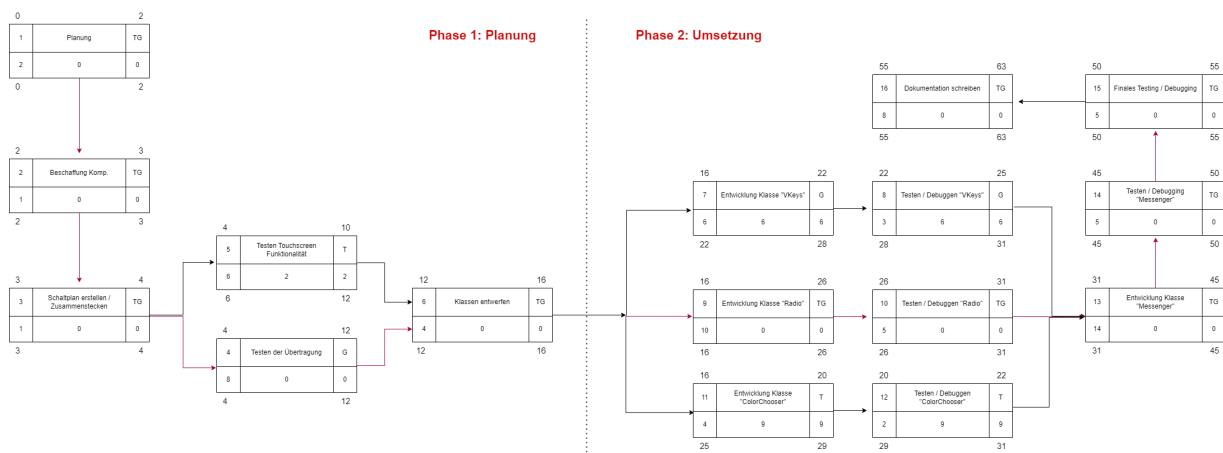 Phase 1: Planung
Phase 2: Umsetzung
0 2
1 Planung TG
2 0 0
0 2
2 3
2 Beschaffung Komp. TG
1 0 0
2 3
3 4
3 Schaltplan erstellen /
Zusammenstecken TG
1 0 0
3 4
4 10
5 Testen Touchscreen
Funktionalität T
6 2 2
6 12
4 12
4 Testen der Übertragung G
8 0 0
4 12
12 16
6 Klassen entwerfen TG
4 0 0
12 16
16 22
7 Entwicklung Klasse "VKeys" G
6 6 6
22 28
22 25
8 Testen / Debuggen "VKeys" G
3 6 6
28 31
16 26
9 Entwicklung Klasse "Radio" TG
10 0 0
16 26
26 31
10 Testen / Debuggen "Radio" TG
5 0 0
26 31
16 20
11 Entwicklung Klasse
"ColorChooser" T
4 9 9
25 29
20 22
12 Testen / Debuggen
"ColorChooser" T
2 9 9
29 31
31 45
13 Entwicklung Klasse
"Messenger" TG
14 0 0
31 45
45 50
14 Testen / Debugging
"Messenger" TG
5 0 0
45 50
50 55
15 Finales Testing / Debugging TG
5 0 0
50 55
55 63
16 Dokumentation schreiben TG
8 0 0
55 63